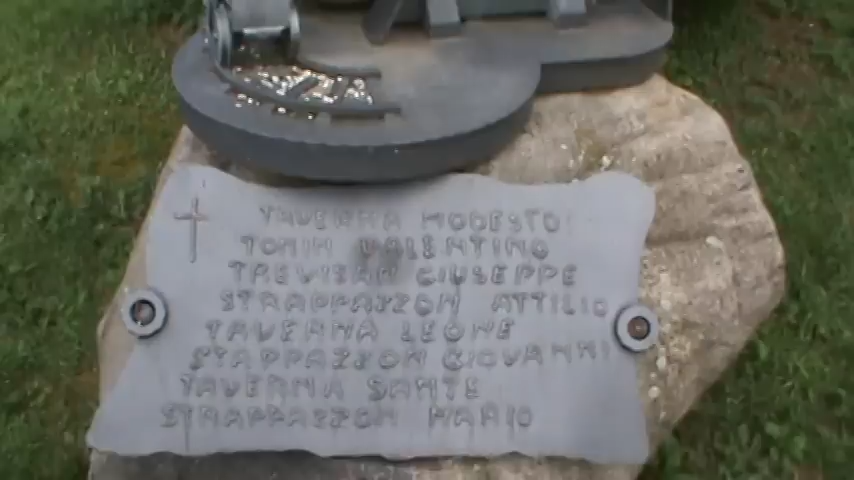 TAVERNA MODESTO
TONIN VALENTINO
TREVISAN GIUSEPPE
STRAPPAZZON ATTILIO
TAVERNA LEONE
STRAPPAZZON GIOVANNI
TAVERNA SANTE
STRAPPAZZON MARIO